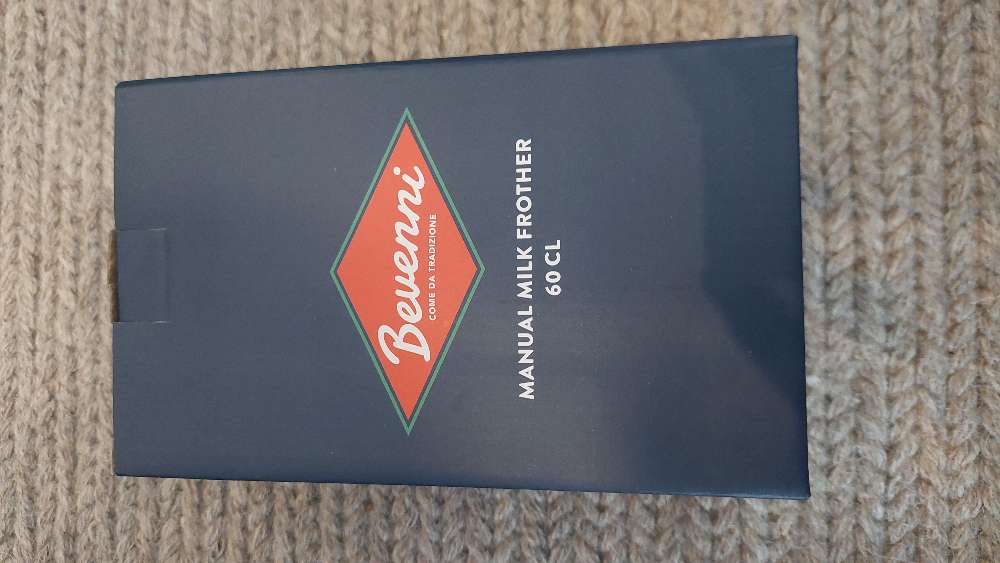 Bevenni
COME DA TRADIZIONE
MANUAL MILK FROTHER
60 CL